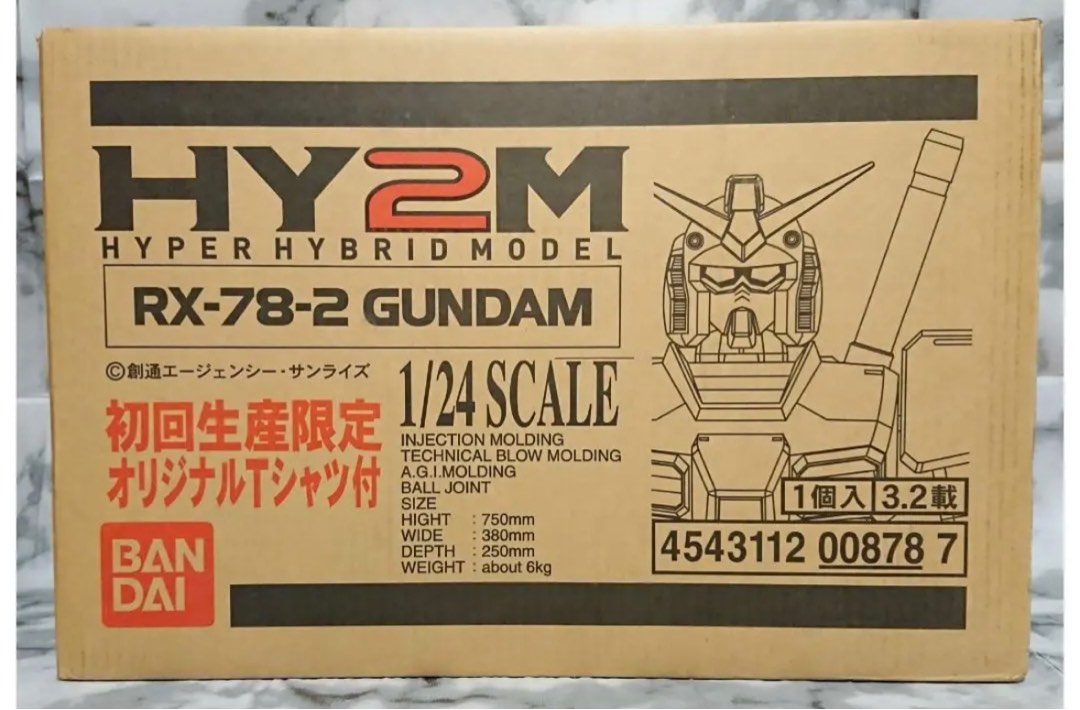 HY2M
HYPER HYBRID MODEL
RX-78-2 GUNDAM
©創通エージェンシー・サンライズ
初回生産限定
オリジナルTシャツ付
1/24 SCALE
INJECTION MOLDING
TECHNICAL BLOW MOLDING
A.G.I.MOLDING
BALL JOINT
SIZE
HIGHT : 750mm
WIDE : 380mm
DEPTH : 250mm
WEIGHT : about 6kg
BAN
DAI
1個入 3.2載
4543112 00878 7